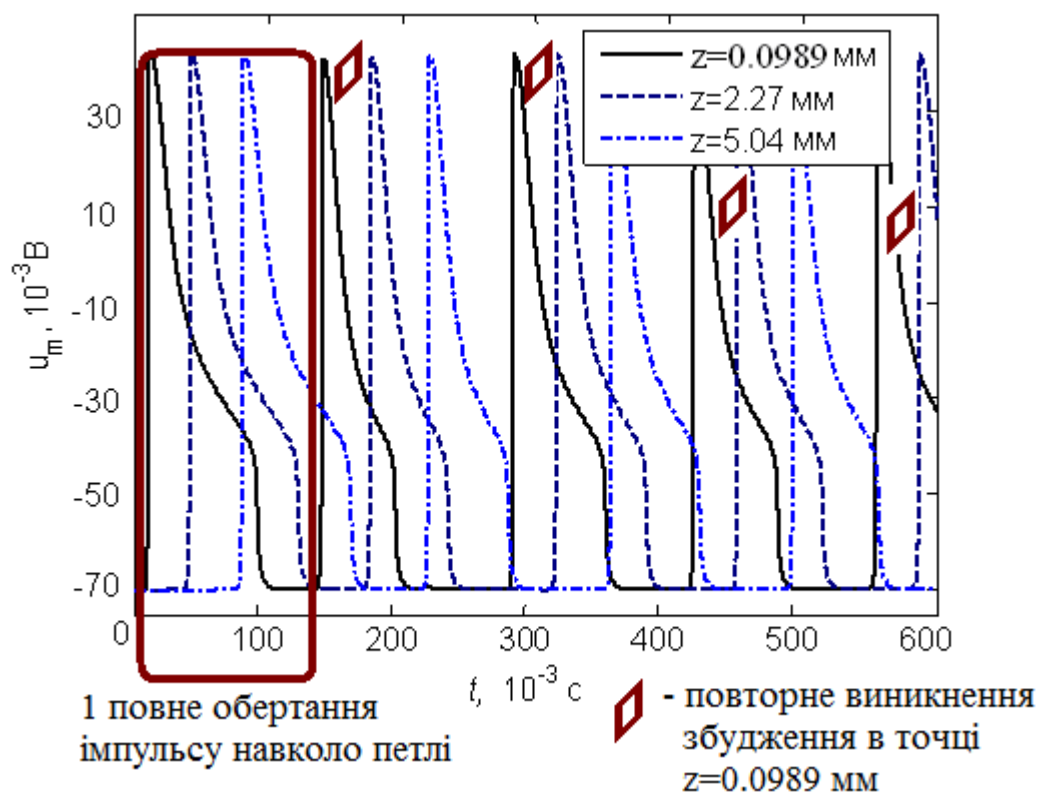 z=0.0989 мм
z=2.27 мм
z=5.04 мм
30
10
-10
-30
-50
-70
u_m, 10^-3 В
0
100
200
300
400
500
600
t, 10^-3 с
1 повне обертання
імпульсу навколо петлі
- повторне виникнення
збудження в точці
z=0.0989 мм